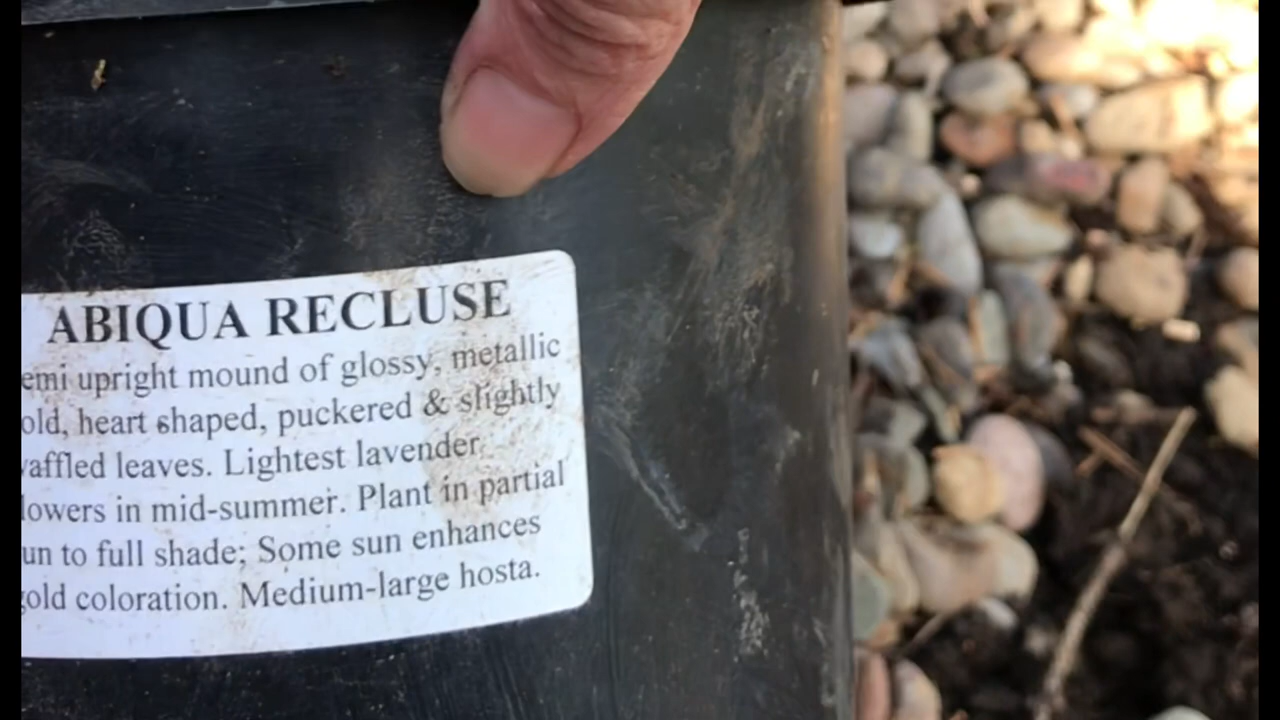 ABIQUA RECLUSE
emi upright mound of glossy, metallic
old, heart shaped, puckered & slightly
affled leaves. Lightest lavender
lowers in mid-summer. Plant in partial
un to full shade; Some sun enhances
gold coloration. Medium-large hosta.